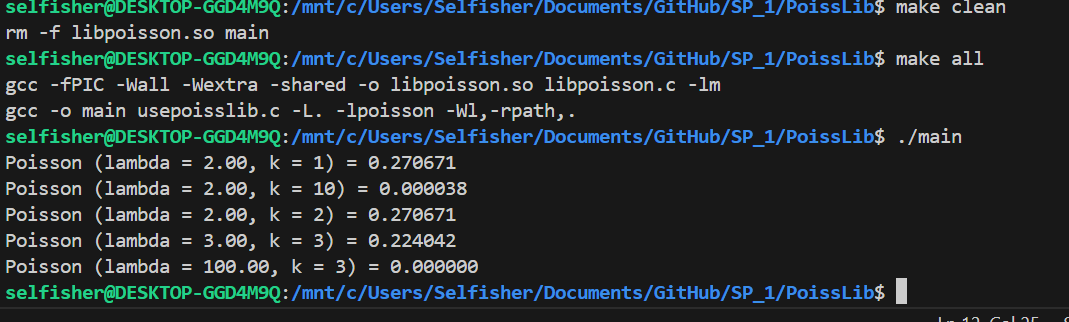 selfisher@DESKTOP-GGD4M9Q:/mnt/c/Users/Selfisher/Documents/GitHub/SP_1/PoissLib$ make clean
rm -f libpoisson.so main
selfisher@DESKTOP-GGD4M9Q:/mnt/c/Users/Selfisher/Documents/GitHub/SP_1/PoissLib$ make all
gcc -fPIC -Wall -Wextra -shared -o libpoisson.so libpoisson.c -lm
gcc -o main usepoisslib.c -L. -lpoisson -Wl,-rpath,.
selfisher@DESKTOP-GGD4M9Q:/mnt/c/Users/Selfisher/Documents/GitHub/SP_1/PoissLib$ ./main
Poisson (lambda = 2.00, k = 1) = 0.270671
Poisson (lambda = 2.00, k = 10) = 0.000038
Poisson (lambda = 2.00, k = 2) = 0.270671
Poisson (lambda = 3.00, k = 3) = 0.224042
Poisson (lambda = 100.00, k = 3) = 0.000000
selfisher@DESKTOP-GGD4M9Q:/mnt/c/Users/Selfisher/Documents/GitHub/SP_1/PoissLib$